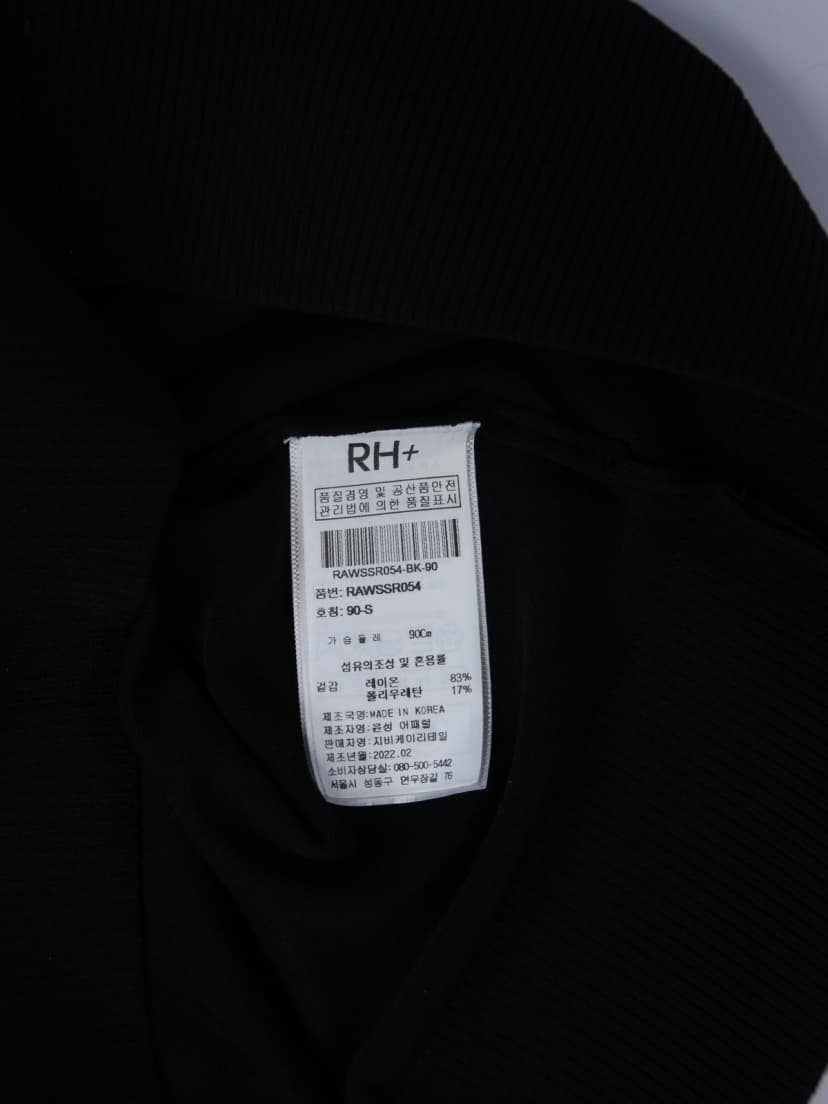 RH+
품질경영 및 공산품안전
관리법에 의한 품질표시
RAWSSR054-BK-90
품번: RAWSSR054
호칭: 90-S
가 슴 둘 레 90Cm
섬유의조성 및 혼용률
겉감 레이온 83%
폴리우레탄 17%
제조국명:MADE IN KOREA
제조자명:윤성 어패럴
판매자명:지비케이리테일
제조년월:2022.02
소비자상담실: 080-500-5442
서울시 성동구 연무장길 76